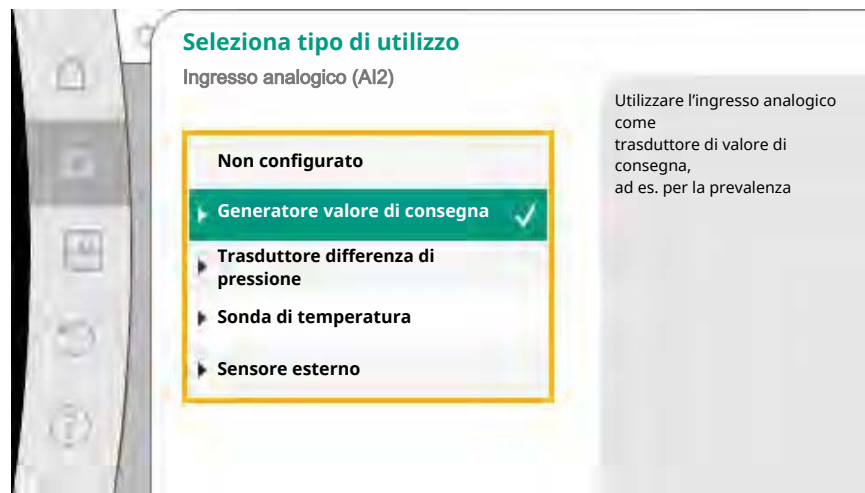 Seleziona tipo di utilizzo
Ingresso analogico (AI2)
Non configurato
Generatore valore di consegna
Trasduttore differenza di
pressione
Sonda di temperatura
Sensore esterno
Utilizzare l'ingresso analogico
come
trasduttore di valore di
consegna,
ad es. per la prevalenza